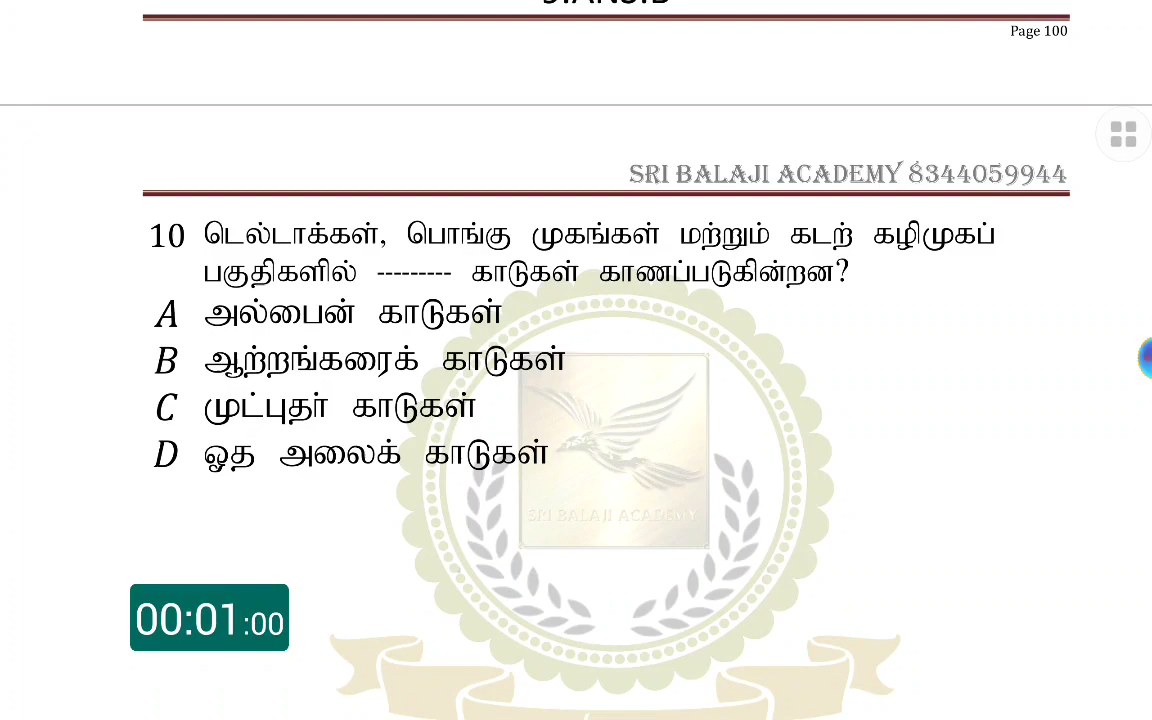 Page 100
SRI BALAJI ACADEMY 8344059944
10 டெல்டாக்கள், பொங்கு முகங்கள் மற்றும் கடற் கழிமுகப்
பகுதிகளில் --------- காடுகள் காணப்படுகின்றன?
A அல்பைன் காடுகள்
B ஆற்றங்கரைக் காடுகள்
C முட்புதர் காடுகள்
D ஓத அலைக் காடுகள்
SRI BALAJI ACADEMY
00:01:00